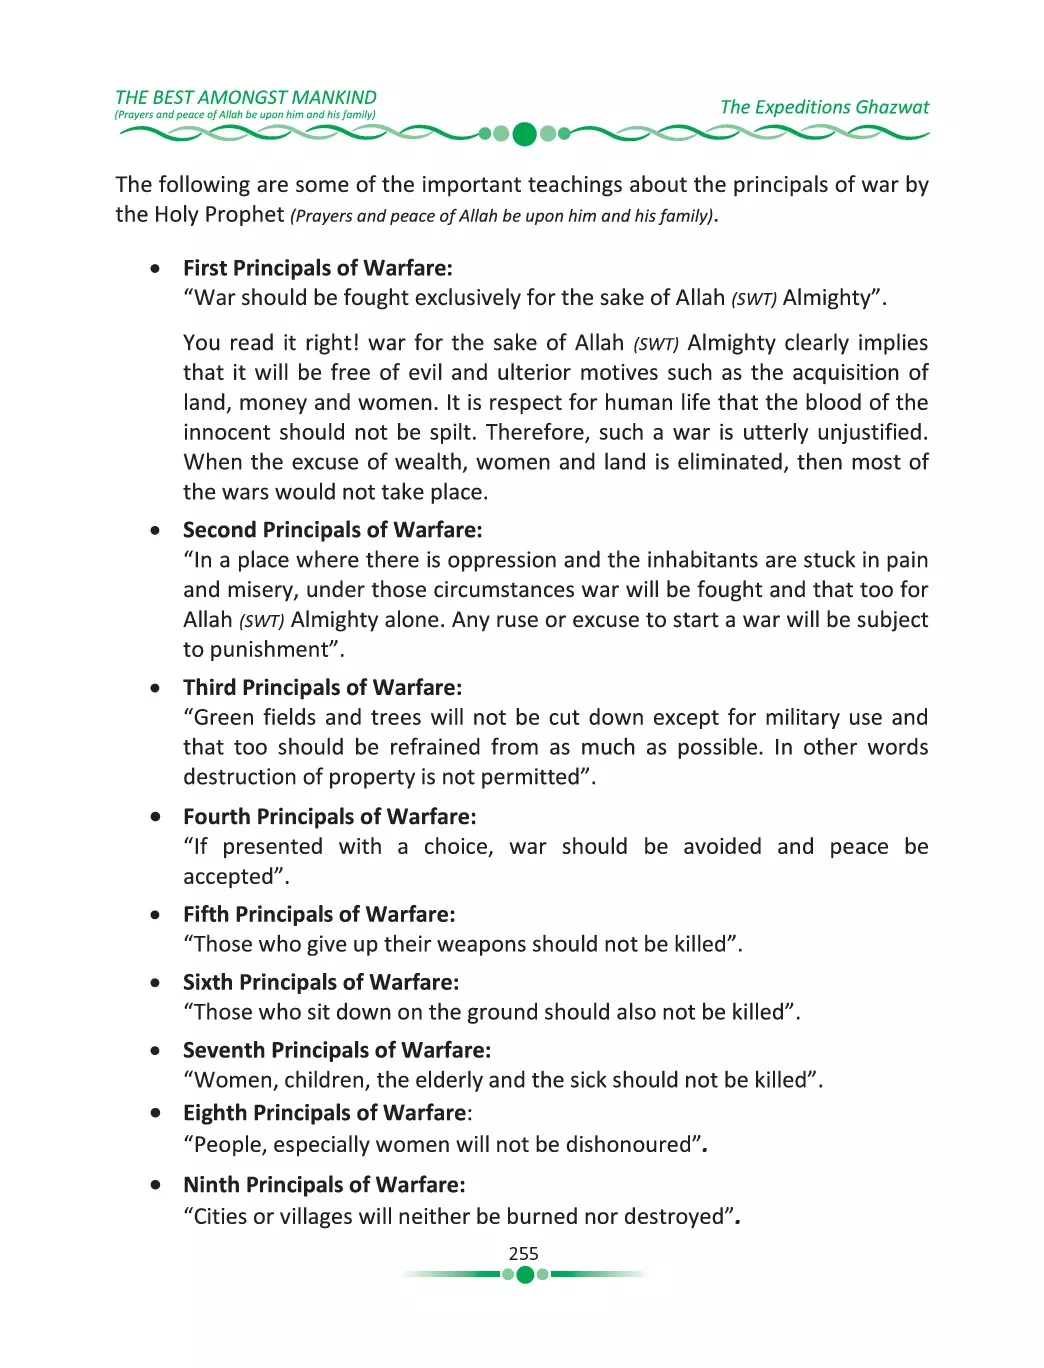 THE BEST AMONGST MANKIND
(Prayers and peace of Allah be upon him and his family)
The Expeditions Ghazwat
The following are some of the important teachings about the principals of war by
the Holy Prophet (Prayers and peace of Allah be upon him and his family).
• First Principals of Warfare:
“War should be fought exclusively for the sake of Allah (SWT) Almighty”.
You read it right! war for the sake of Allah (SWT) Almighty clearly implies
that it will be free of evil and ulterior motives such as the acquisition of
land, money and women. It is respect for human life that the blood of the
innocent should not be spilt. Therefore, such a war is utterly unjustified.
When the excuse of wealth, women and land is eliminated, then most of
the wars would not take place.
• Second Principals of Warfare:
“In a place where there is oppression and the inhabitants are stuck in pain
and misery, under those circumstances war will be fought and that too for
Allah (SWT) Almighty alone. Any ruse or excuse to start a war will be subject
to punishment”.
• Third Principals of Warfare:
“Green fields and trees will not be cut down except for military use and
that too should be refrained from as much as possible. In other words
destruction of property is not permitted”.
• Fourth Principals of Warfare:
“If presented with a choice, war should be avoided and peace be
accepted”.
• Fifth Principals of Warfare:
“Those who give up their weapons should not be killed”.
• Sixth Principals of Warfare:
“Those who sit down on the ground should also not be killed”.
• Seventh Principals of Warfare:
“Women, children, the elderly and the sick should not be killed”.
• Eighth Principals of Warfare:
“People, especially women will not be dishonoured”.
• Ninth Principals of Warfare:
“Cities or villages will neither be burned nor destroyed”.
255